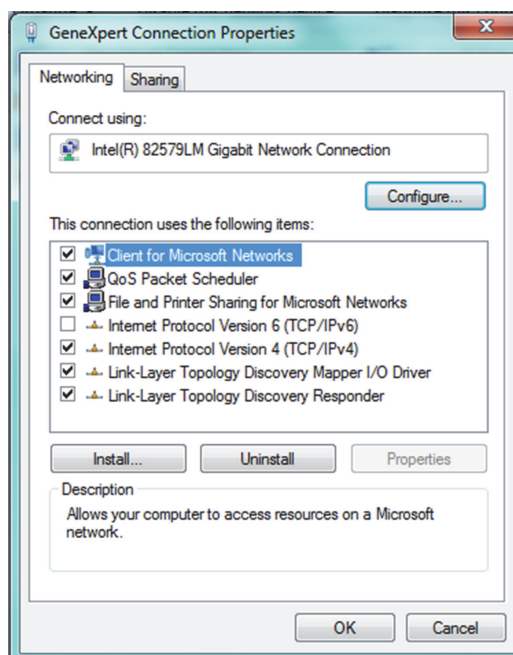 GeneXpert Connection Properties
Networking Sharing
Connect using:
Intel(R) 82579LM Gigabit Network Connection
Configure...
This connection uses the following items:
Client for Microsoft Networks
QoS Packet Scheduler
File and Printer Sharing for Microsoft Networks
Internet Protocol Version 6 (TCP/IPv6)
Internet Protocol Version 4 (TCP/IPv4)
Link-Layer Topology Discovery Mapper I/O Driver
Link-Layer Topology Discovery Responder
Install... Uninstall Properties
Description
Allows your computer to access resources on a Microsoft
network.
OK Cancel